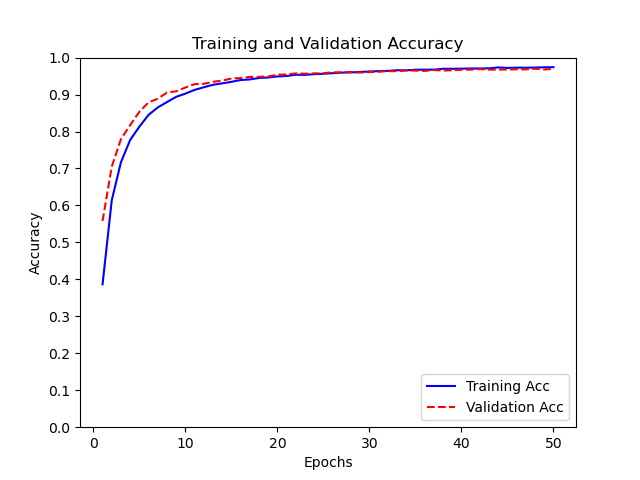 Training and Validation Accuracy
1.0
0.9
0.8
0.7
0.6
0.5
0.4
0.3
0.2
0.1
0.0
Accuracy
Training Acc
Validation Acc
0 10 20 30 40 50
Epochs